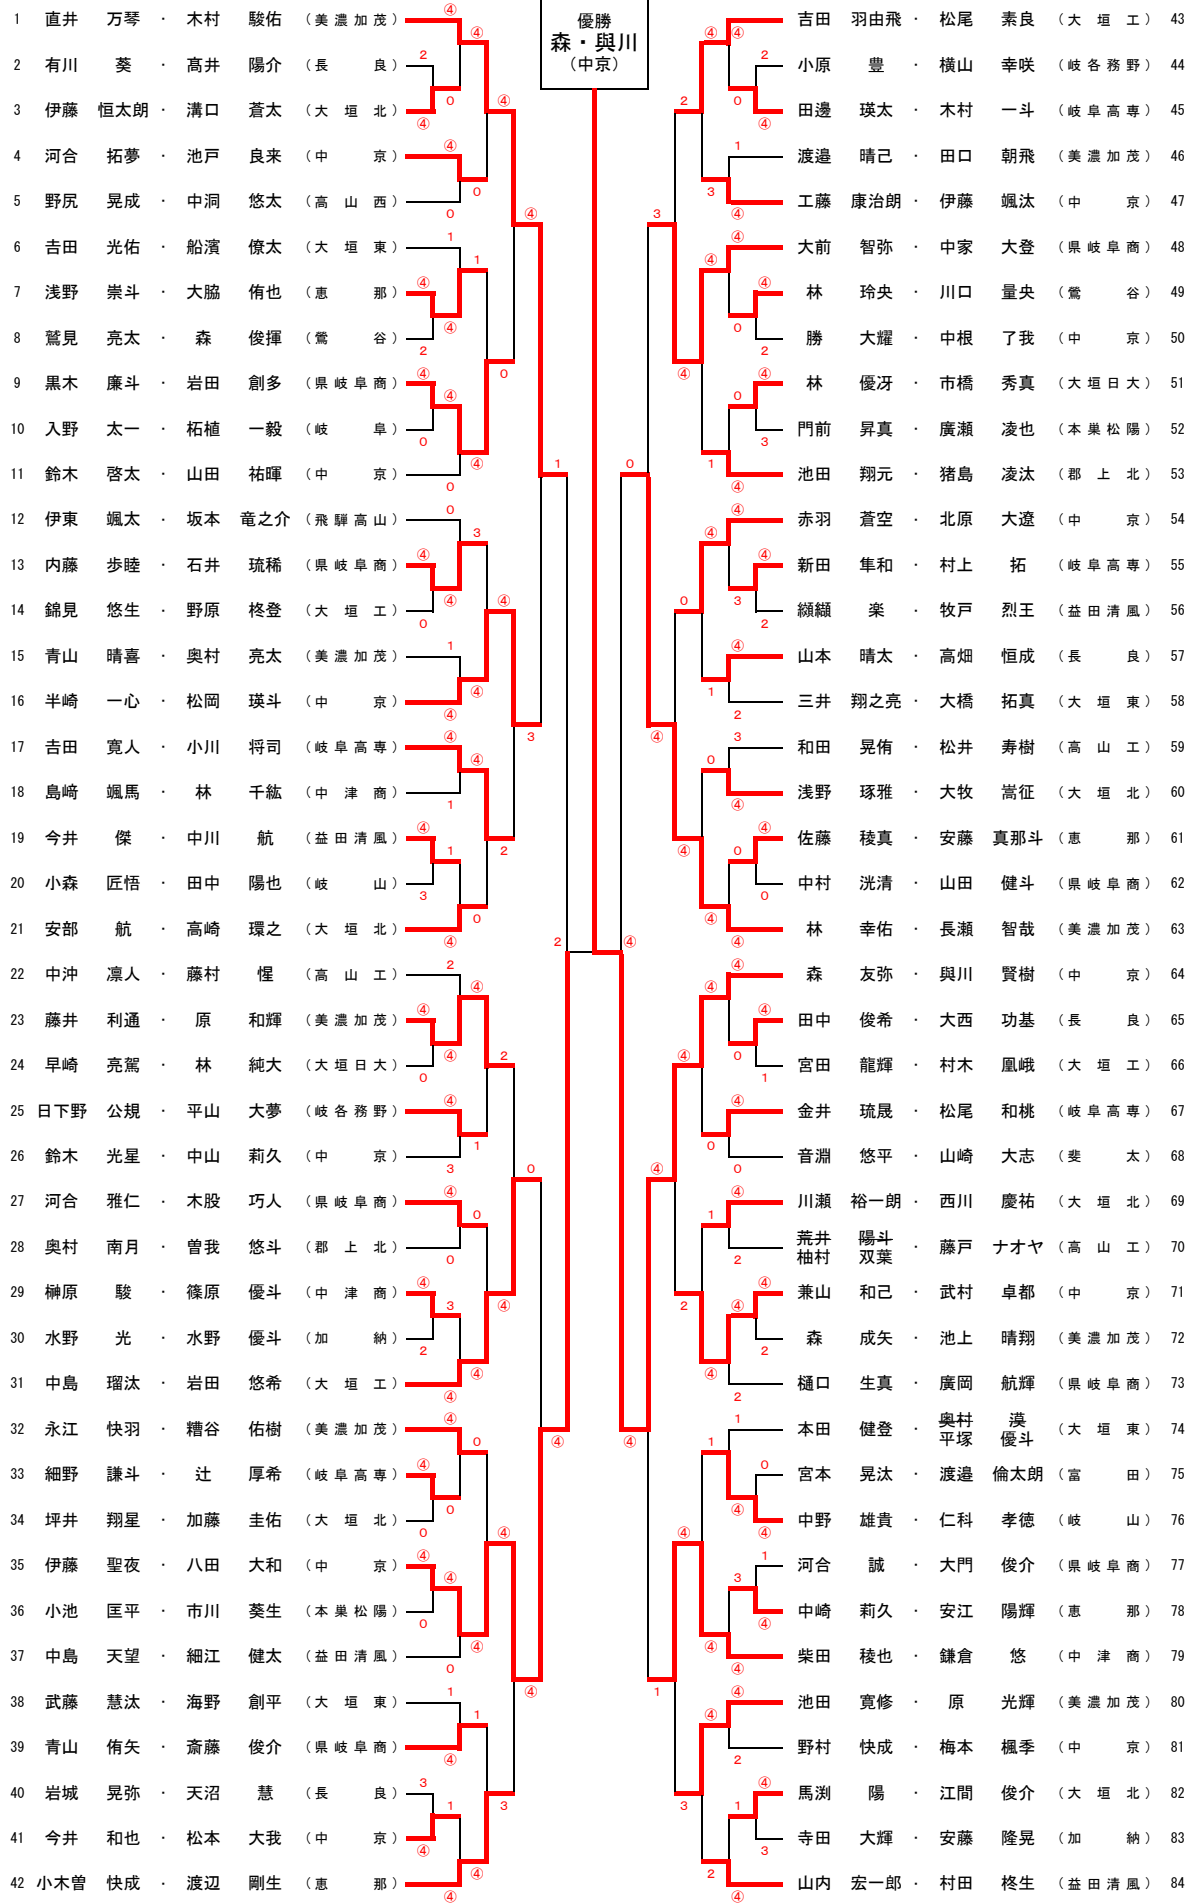 優勝
森・與川
（中京）
1 直井 万琴 ・ 木村 駿佑 （美濃加茂）
2 有川 葵 ・ 髙井 陽介 （長良）
3 伊藤 恒太朗 ・ 溝口 蒼太 （大垣北）
4 河合 拓夢 ・ 池戸 良来 （中京）
5 野尻 晃成 ・ 中洞 悠太 （高山西）
6 吉田 光佑 ・ 船濱 僚太 （大垣東）
7 浅野 崇斗 ・ 大脇 侑也 （恵那）
8 鷲見 亮太 ・ 森 俊揮 （鶯谷）
9 黒木 廉斗 ・ 岩田 創多 （県岐阜商）
10 入野 太一 ・ 柘植 一毅 （岐阜）
11 鈴木 啓太 ・ 山田 祐暉 （中京）
12 伊東 颯太 ・ 坂本 竜之介 （飛騨高山）
13 内藤 歩睦 ・ 石井 琉稀 （県岐阜商）
14 錦見 悠生 ・ 野原 柊登 （大垣工）
15 青山 晴喜 ・ 奥村 亮太 （美濃加茂）
16 半崎 一心 ・ 松岡 瑛斗 （中京）
17 吉田 寛人 ・ 小川 将司 （岐阜高専）
18 島﨑 颯馬 ・ 林 千紘 （中津商）
19 今井 傑 ・ 中川 航 （益田清風）
20 小森 匠悟 ・ 田中 陽也 （岐山）
21 安部 航 ・ 高崎 環之 （大垣北）
22 中沖 凛人 ・ 藤村 惺 （高山工）
23 藤井 利通 ・ 原 和輝 （美濃加茂）
24 早崎 亮駕 ・ 林 純大 （大垣日大）
25 日下野 公規 ・ 平山 大夢 （岐各務野）
26 鈴木 光星 ・ 中山 莉久 （中京）
27 河合 雅仁 ・ 木股 巧人 （県岐阜商）
28 奥村 南月 ・ 曽我 悠斗 （郡上北）
29 榊原 駿 ・ 篠原 優斗 （中津商）
30 水野 光 ・ 水野 優斗 （加納）
31 中島 瑠汰 ・ 岩田 悠希 （大垣工）
32 永江 快羽 ・ 糟谷 佑樹 （美濃加茂）
33 細野 謙斗 ・ 辻 厚希 （岐阜高専）
34 坪井 翔星 ・ 加藤 圭佑 （大垣北）
35 伊藤 聖夜 ・ 八田 大和 （中京）
36 小池 匡平 ・ 市川 葵生 （本巣松陽）
37 中島 天望 ・ 細江 健太 （益田清風）
38 武藤 慧汰 ・ 海野 創平 （大垣東）
39 青山 侑矢 ・ 斎藤 俊介 （県岐阜商）
40 岩城 晃弥 ・ 天沼 慧 （長良）
41 今井 和也 ・ 松本 大我 （中京）
42 小木曽 快成 ・ 渡辺 剛生 （恵那）
吉田 羽由飛 ・ 松尾 素良 （大垣工） 43
小原 豊 ・ 横山 幸咲 （岐各務野） 44
田邊 瑛太 ・ 木村 一斗 （岐阜高専） 45
渡邉 晴己 ・ 田口 朝飛 （美濃加茂） 46
工藤 康治朗 ・ 伊藤 颯汰 （中京） 47
大前 智弥 ・ 中家 大登 （県岐阜商） 48
林 玲央 ・ 川口 量央 （鶯谷） 49
勝 大耀 ・ 中根 了我 （中京） 50
林 優冴 ・ 市橋 秀真 （大垣日大） 51
門前 昇真 ・ 廣瀬 凌也 （本巣松陽） 52
池田 翔元 ・ 猪島 凌汰 （郡上北） 53
赤羽 蒼空 ・ 北原 大遼 （中京） 54
新田 隼和 ・ 村上 拓 （岐阜高専） 55
纐纈 楽 ・ 牧戸 烈王 （益田清風） 56
山本 晴太 ・ 高畑 恒成 （長良） 57
三井 翔之亮 ・ 大橋 拓真 （大垣東） 58
和田 晃侑 ・ 松井 寿樹 （高山工） 59
浅野 琢雅 ・ 大牧 嵩征 （大垣北） 60
佐藤 稜真 ・ 安藤 真那斗 （恵那） 61
中村 洸清 ・ 山田 健斗 （県岐阜商） 62
林 幸佑 ・ 長瀬 智哉 （美濃加茂） 63
森 友弥 ・ 與川 賢樹 （中京） 64
田中 俊希 ・ 大西 功基 （長良） 65
宮田 龍輝 ・ 村木 凰峨 （大垣工） 66
金井 琉晟 ・ 松尾 和桃 （岐阜高専） 67
音淵 悠平 ・ 山崎 大志 （斐太） 68
川瀬 裕一朗 ・ 西川 慶祐 （大垣北） 69
荒井 陽斗
柚村 双葉 ・ 藤戸 ナオヤ （高山工） 70
兼山 和己 ・ 武村 卓都 （中京） 71
森 成矢 ・ 池上 晴翔 （美濃加茂） 72
樋口 生真 ・ 廣岡 航輝 （県岐阜商） 73
本田 健登 ・ 奥村 漠 （大垣東） 74
平塚 優斗
宮本 晃汰 ・ 渡邉 倫太朗 （富田） 75
中野 雄貴 ・ 仁科 孝徳 （岐山） 76
河合 誠 ・ 大門 俊介 （県岐阜商） 77
中崎 莉久 ・ 安江 陽輝 （恵那） 78
柴田 稜也 ・ 鎌倉 悠 （中津商） 79
池田 寛修 ・ 原 光輝 （美濃加茂） 80
野村 快成 ・ 梅本 楓季 （中京） 81
馬渕 陽 ・ 江間 俊介 （大垣北） 82
寺田 大輝 ・ 安藤 隆晃 （加納） 83
山内 宏一郎 ・ 村田 柊生 （益田清風） 84